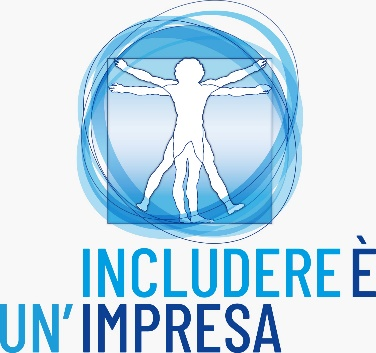 INCLUDERE È
UN' IMPRESA